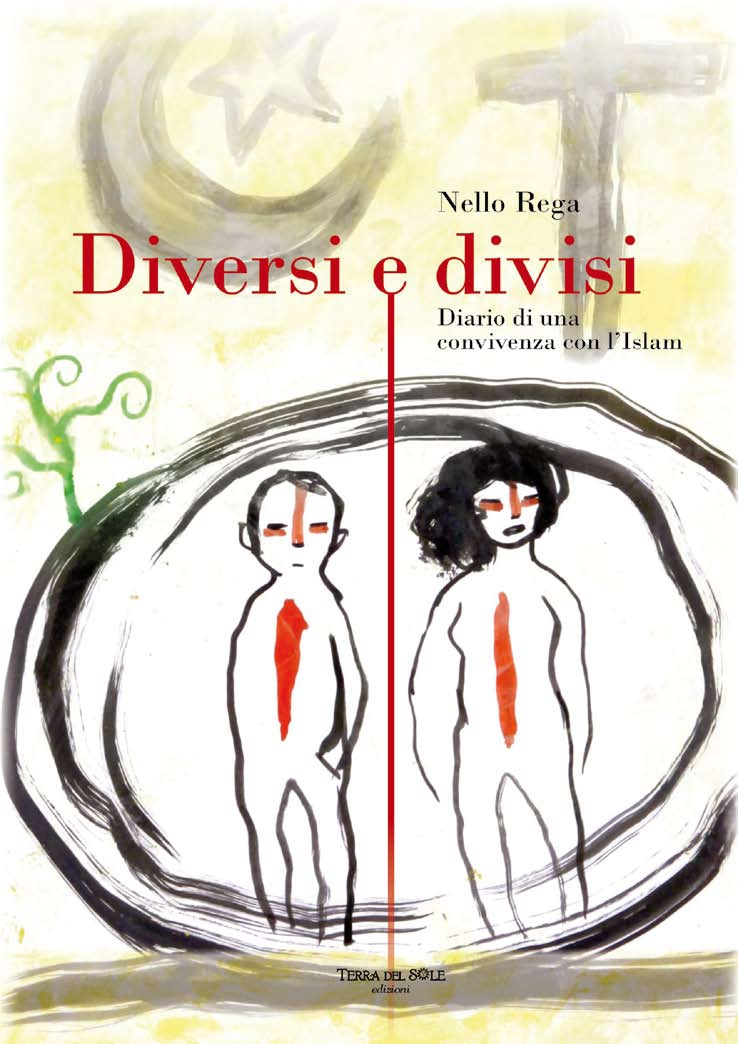 Nello Rega
Diversi e divisi
Diario di una
convivenza con l'Islam
TERRA DEL SOLE
edizioni